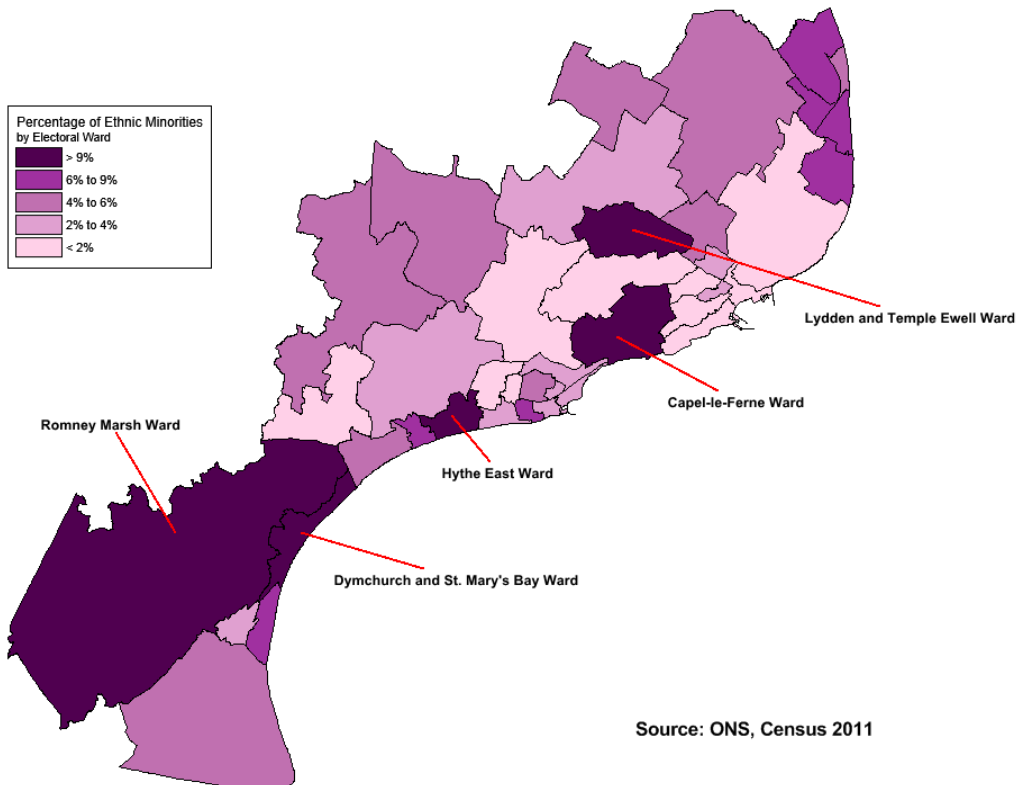 Percentage of Ethnic Minorities
by Electoral Ward
> 9%
6% to 9%
4% to 6%
2% to 4%
< 2%
Lydden and Temple Ewell Ward
Capel-le-Ferne Ward
Romney Marsh Ward
Hythe East Ward
Dymchurch and St. Mary's Bay Ward
Source: ONS, Census 2011